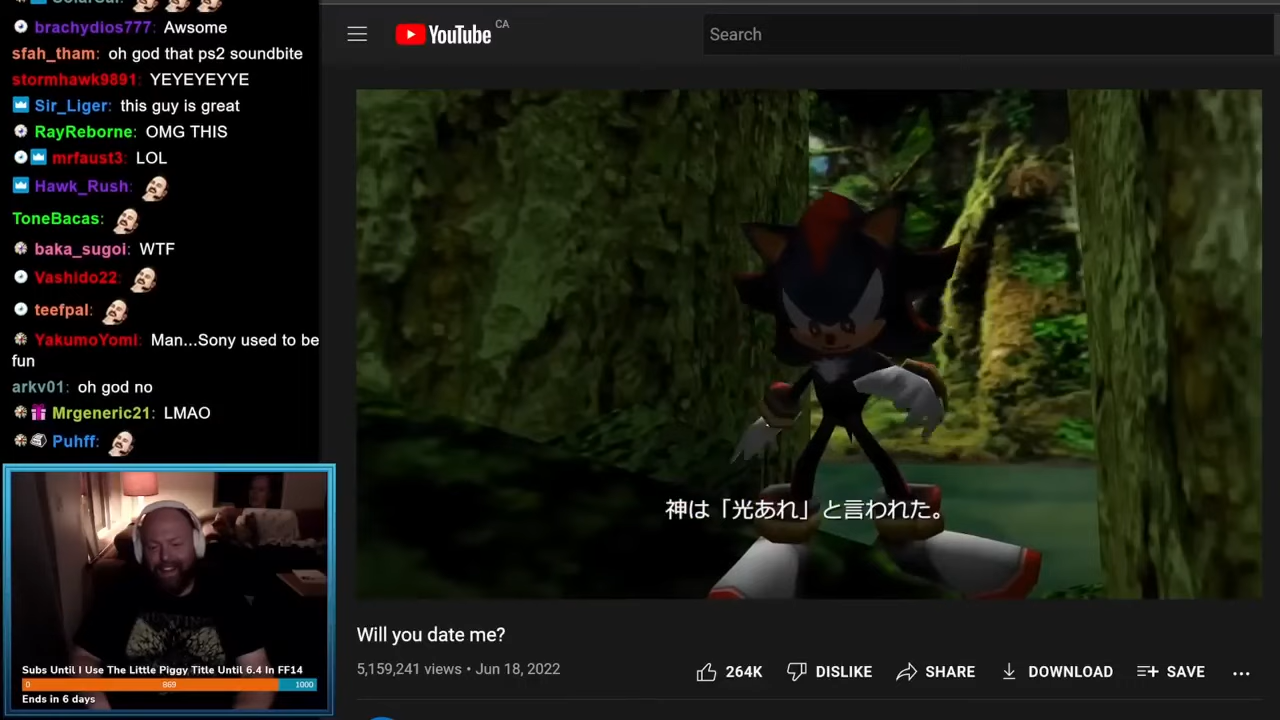 brachydios777: Awsome
sfah_tham: oh god that ps2 soundbite
stormhawk9891: YEYEYEYYE
Sir_Liger: this guy is great
RayReborne: OMG THIS
mrfaust3: LOL
Hawk_Rush:
ToneBacas:
baka_sugoi: WTF
Vashido22:
teefpal:
YakumoYomi: Man...Sony used to be
fun
arkv01: oh god no
Mrgeneric21: LMAO
Puhff:
Subs Until I Use The Little Piggy Title Until 6.4 In FF14
0 869 1000
Ends in 6 days
YouTube CA
Search
神は「光あれ」と言われた。
Will you date me?
5,159,241 views • Jun 18, 2022
264K DISLIKE SHARE DOWNLOAD SAVE